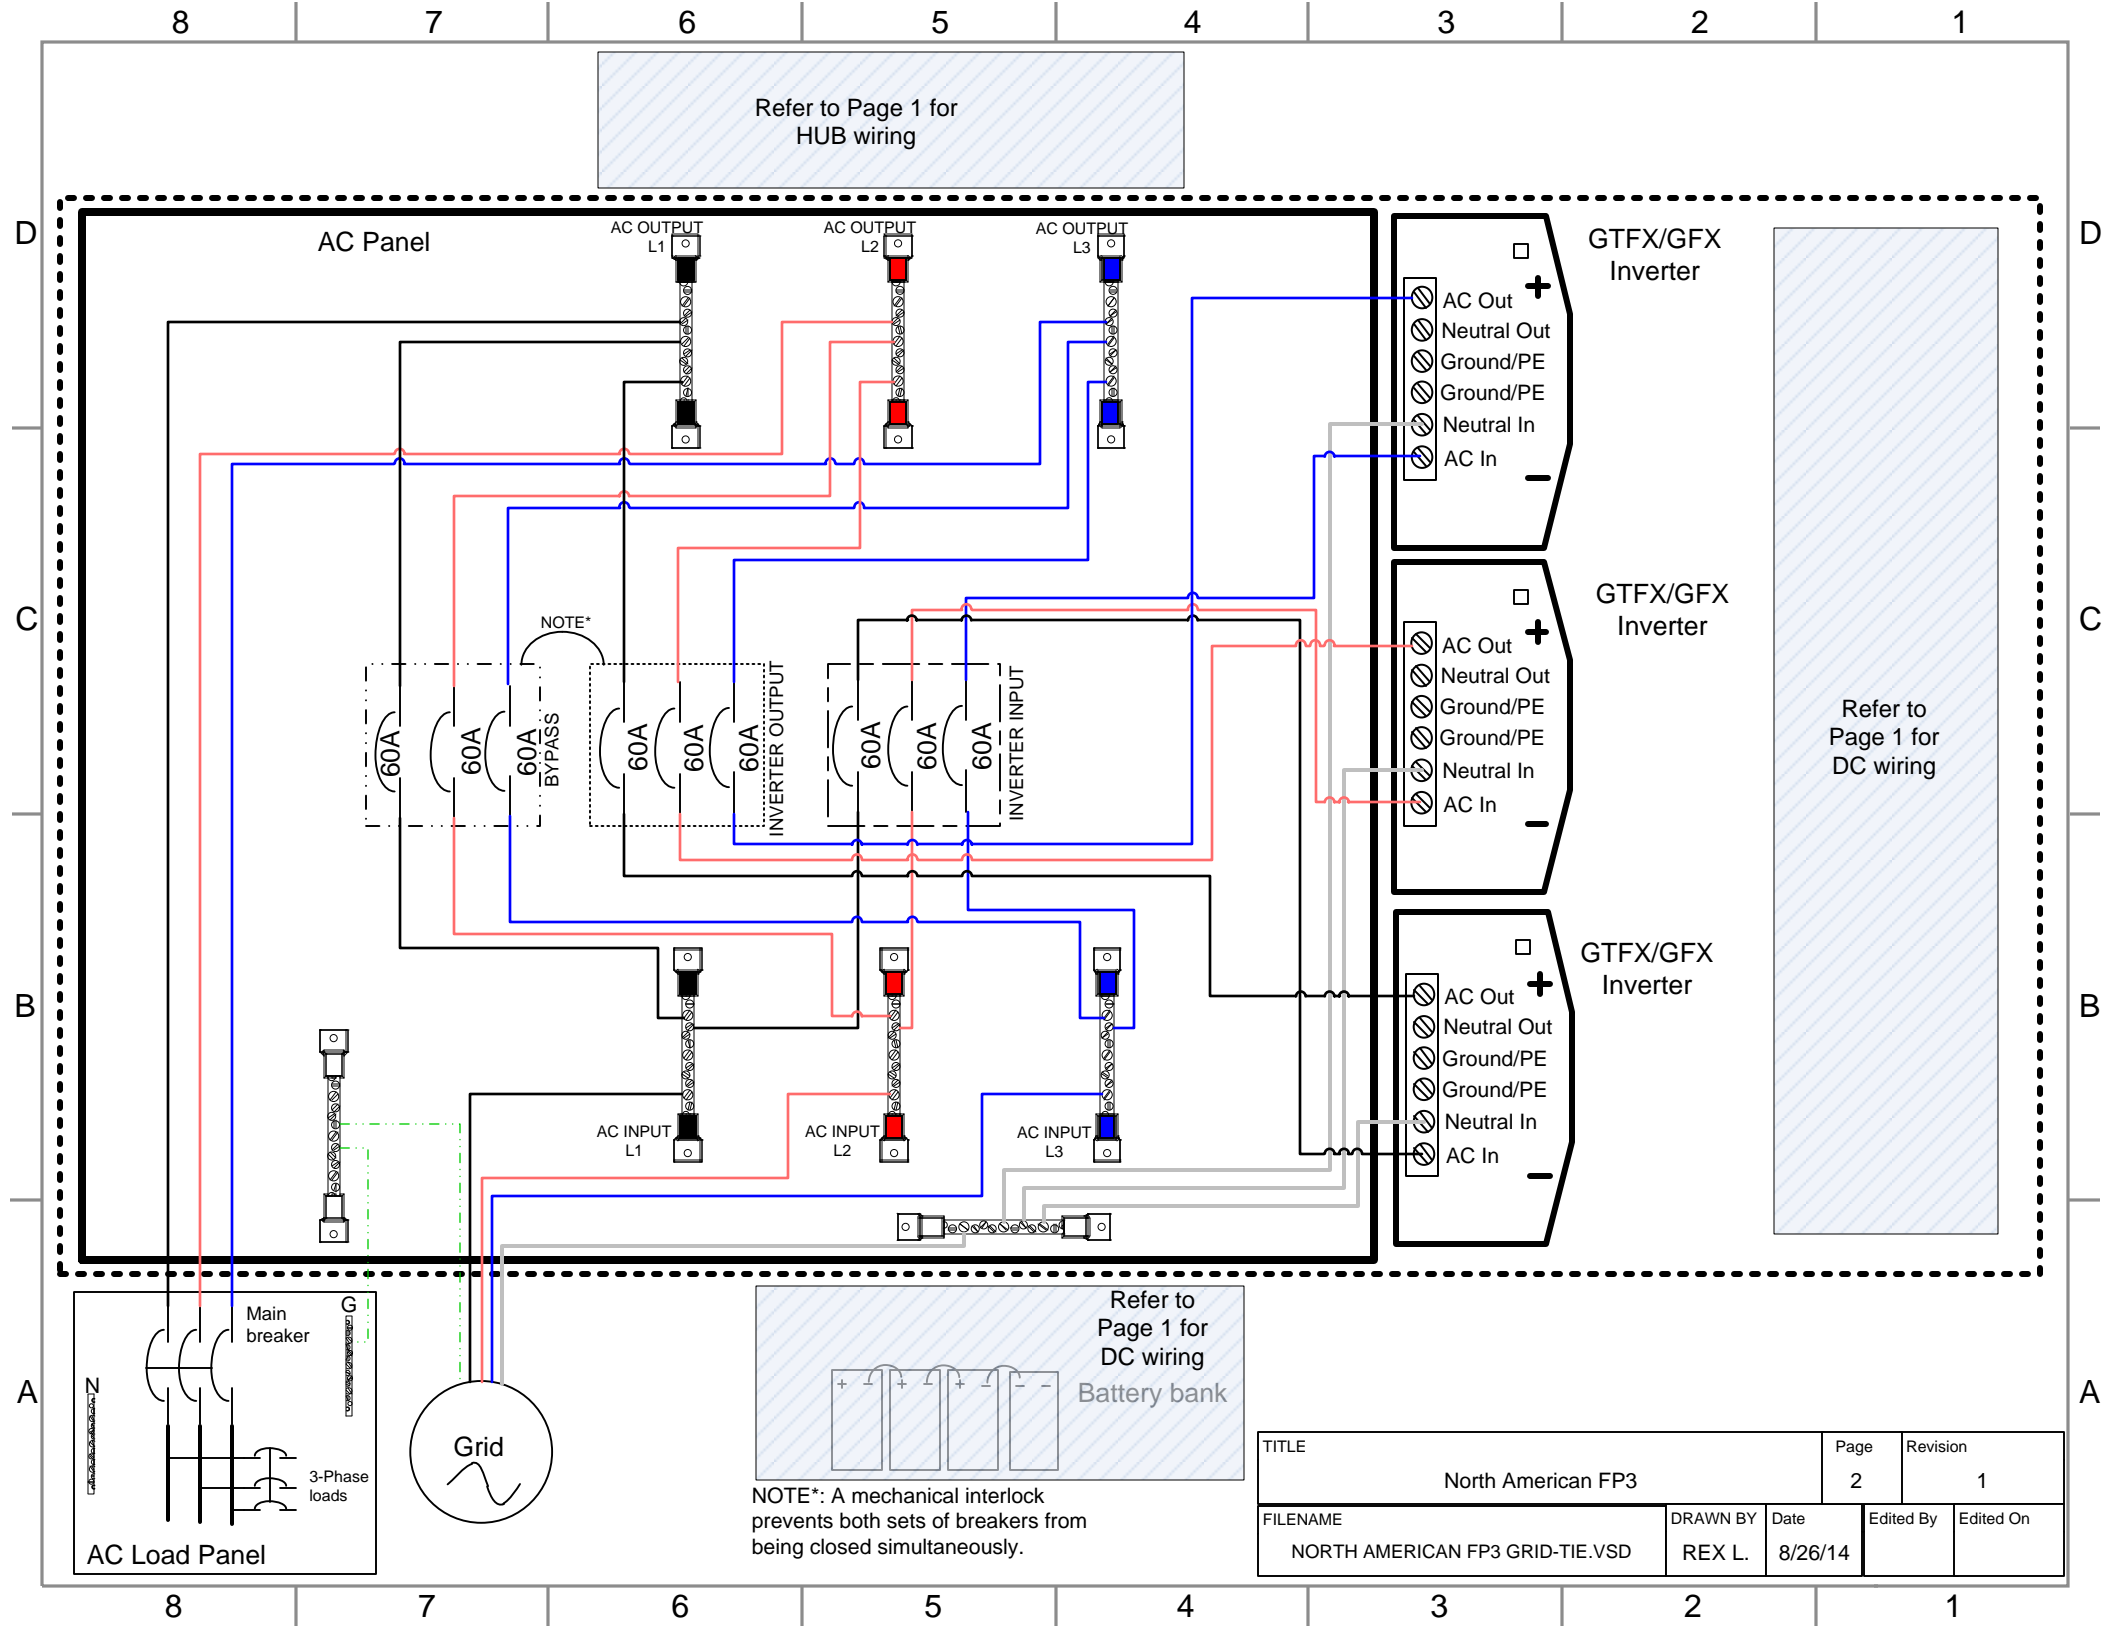 8 7 6 5 4 3 2 1
Refer to Page 1 for
HUB wiring
D
D
AC Panel
AC OUTPUT
L1
AC OUTPUT
L2
AC OUTPUT
L3
GTFX/GFX
Inverter
+
AC Out
Neutral Out
Ground/PE
Ground/PE
Neutral In
AC In
−
C
C
NOTE*
GTFX/GFX
Inverter
+
AC Out
Neutral Out
Ground/PE
Ground/PE
Neutral In
AC In
−
60A
60A
60A
BYPASS
60A
60A
60A
INVERTER OUTPUT
60A
60A
60A
INVERTER INPUT
Refer to
Page 1 for
DC wiring
B
B
GTFX/GFX
Inverter
+
AC Out
Neutral Out
Ground/PE
Ground/PE
Neutral In
AC In
−
AC INPUT
L1
AC INPUT
L2
AC INPUT
L3
A
A
Main
breaker
G
N
3-Phase
loads
AC Load Panel
Grid
Refer to
Page 1 for
DC wiring
+ − + − + − − −
Battery bank
NOTE*: A mechanical interlock
prevents both sets of breakers from
being closed simultaneously.
TITLE
North American FP3
Page
2
Revision
1
FILENAME
NORTH AMERICAN FP3 GRID-TIE.VSD
DRAWN BY
REX L.
Date
8/26/14
Edited By
Edited On
8 7 6 5 4 3 2 1